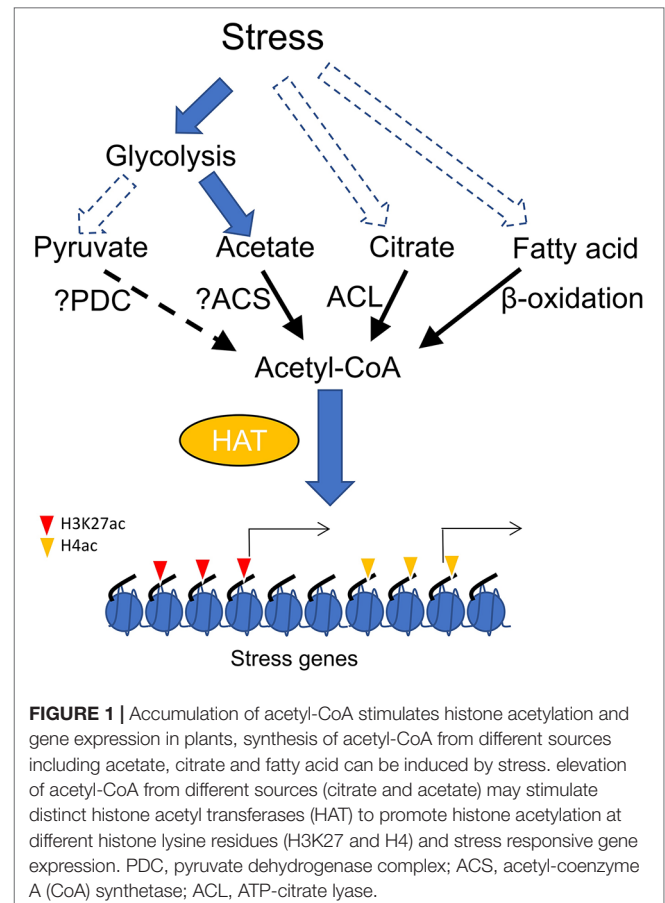 Stress
Glycolysis
Pyruvate Acetate Citrate Fatty acid
?PDC ?ACS ACL β-oxidation
Acetyl-CoA
HAT
H3K27ac
H4ac
Stress genes
FIGURE 1 | Accumulation of acetyl-CoA stimulates histone acetylation and
gene expression in plants, synthesis of acetyl-CoA from different sources
including acetate, citrate and fatty acid can be induced by stress. elevation
of acetyl-CoA from different sources (citrate and acetate) may stimulate
distinct histone acetyl transferases (HAT) to promote histone acetylation at
different histone lysine residues (H3K27 and H4) and stress responsive gene
expression. PDC, pyruvate dehydrogenase complex; ACS, acetyl-coenzyme
A (CoA) synthetase; ACL, ATP-citrate lyase.